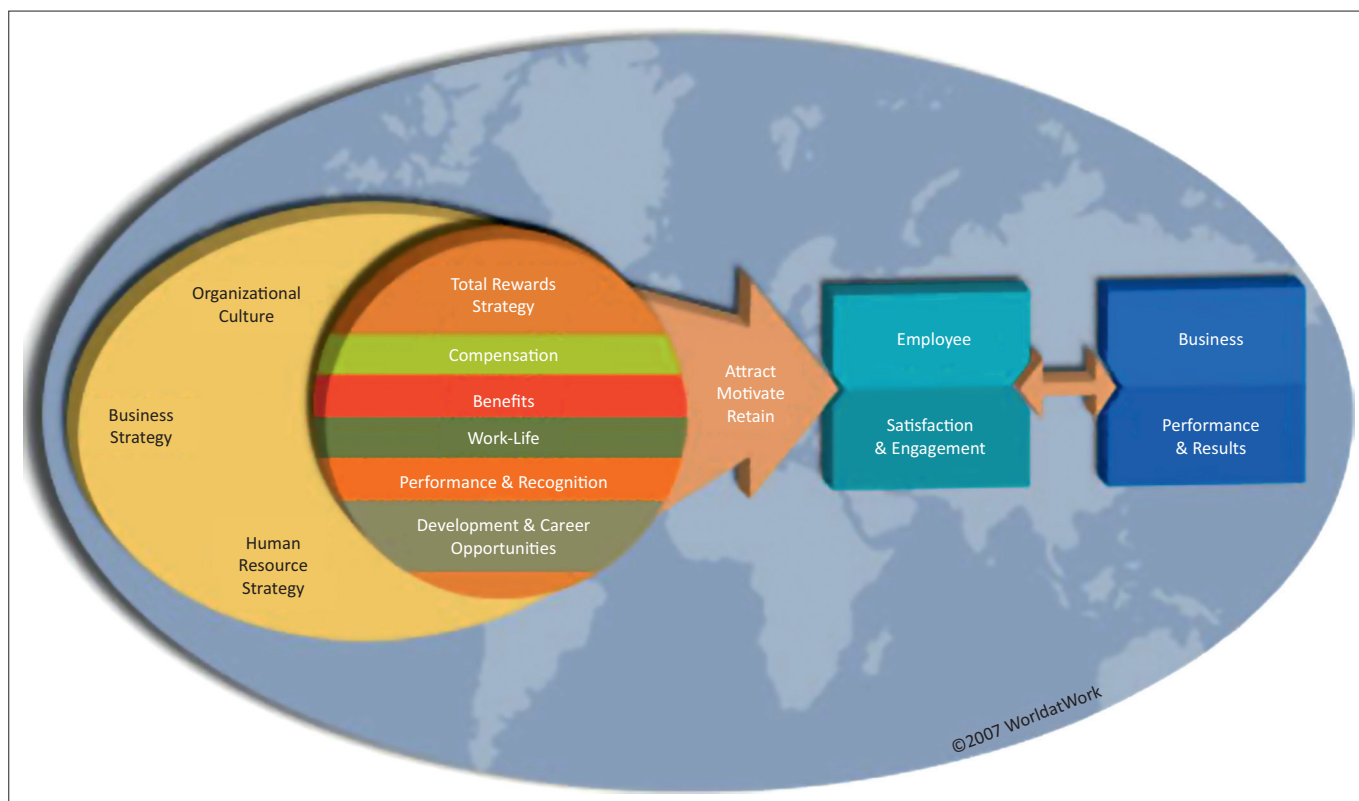 Organizational
Culture
Business
Strategy
Human
Resource
Strategy
Total Rewards
Strategy
Compensation
Benefits
Work-Life
Performance & Recognition
Development & Career
Opportunities
Attract
Motivate
Retain
Employee
Satisfaction
& Engagement
Business
Performance
& Results
©2007 WorldatWork